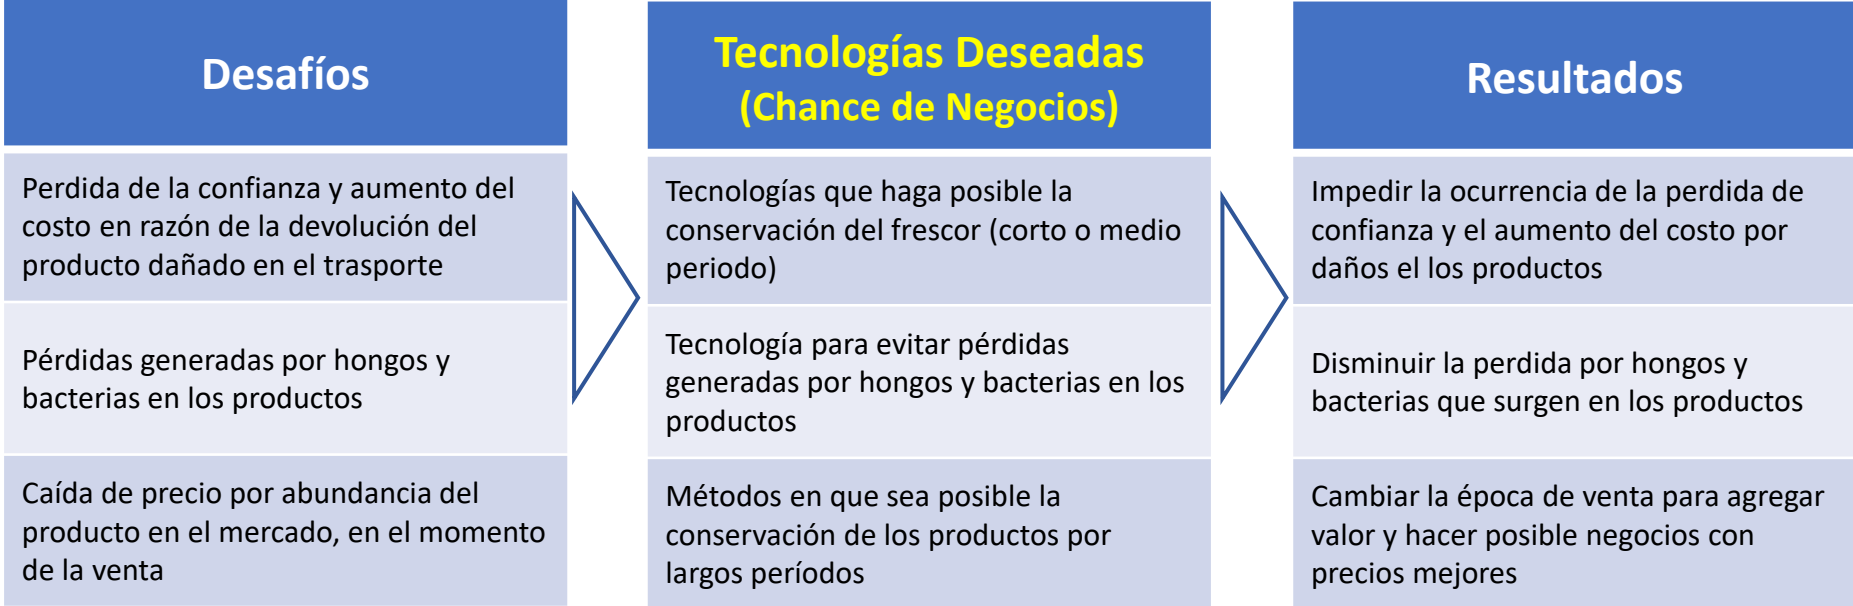 Desafíos
Perdida de la confianza y aumento del
costo en razón de la devolución del
producto dañado en el trasporte
Pérdidas generadas por hongos y
bacterias en los productos
Caída de precio por abundancia del
producto en el mercado, en el momento
de la venta
Tecnologías Deseadas
(Chance de Negocios)
Tecnologías que haga posible la
conservación del frescor (corto o medio
periodo)
Tecnología para evitar pérdidas
generadas por hongos y bacterias en los
productos
Métodos en que sea posible la
conservación de los productos por
largos períodos
Resultados
Impedir la ocurrencia de la perdida de
confianza y el aumento del costo por
daños el los productos
Disminuir la perdida por hongos y
bacterias que surgen en los productos
Cambiar la época de venta para agregar
valor y hacer posible negocios con
precios mejores